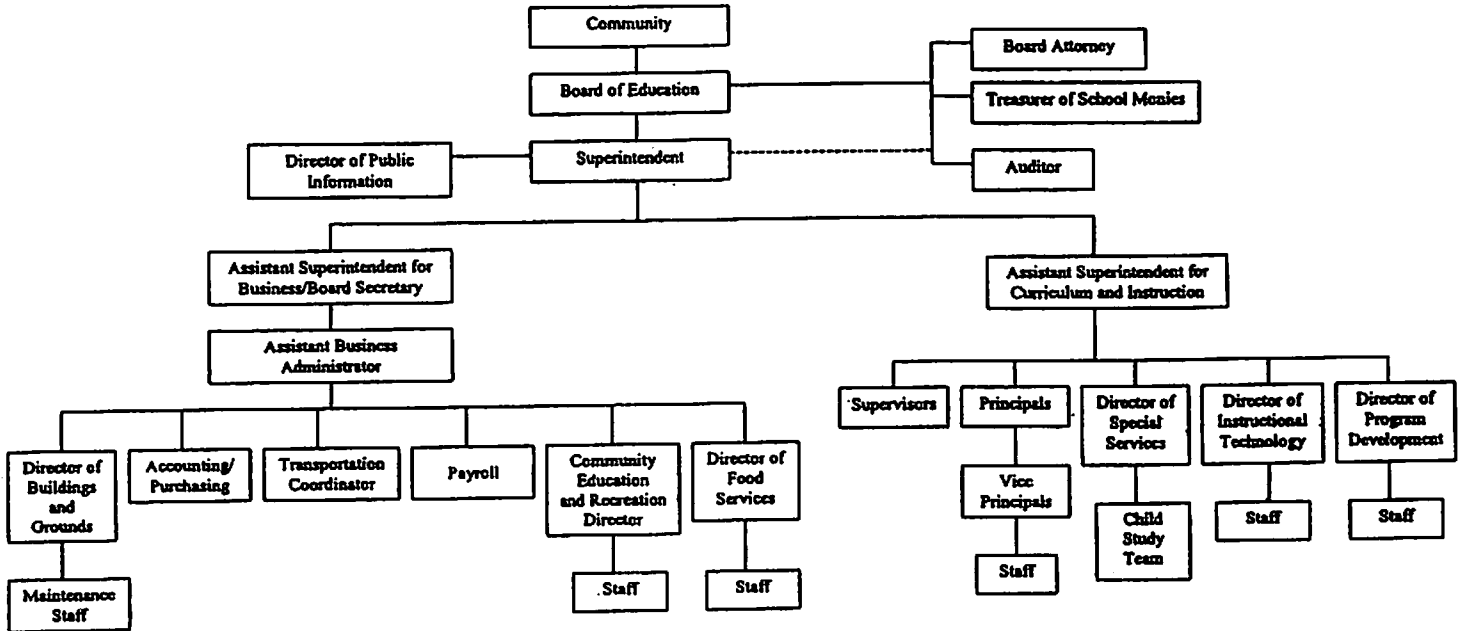 Community
Board of Education
Board Attorney
Treasurer of School Monies
Auditor
Superintendent
Director of Public
Information
Assistant Superintendent for
Business/Board Secretary
Assistant Business
Administrator
Director of
Buildings
and
Grounds
Maintenance
Staff
Accounting/
Purchasing
Transportation
Coordinator
Payroll
Community
Education
and Recreation
Director
Staff
Director of
Food
Services
Staff
Assistant Superintendent for
Curriculum and Instruction
Supervisors
Principals
Vice
Principals
Staff
Director of
Special
Services
Child
Study
Team
Director of
Instructional
Technology
Staff
Director of
Program
Development
Staff